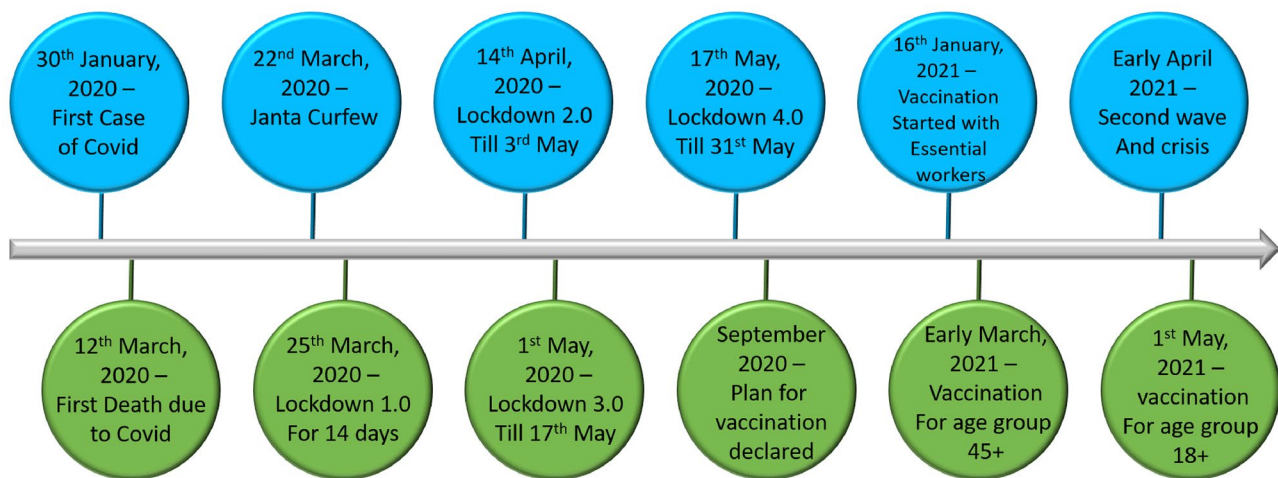 30th January,
2020 –
First Case
of Covid
12th March,
2020 –
First Death due
to Covid
22nd March,
2020 –
Janta Curfew
25th March,
2020 –
Lockdown 1.0
For 14 days
14th April,
2020 –
Lockdown 2.0
Till 3rd May
1st May,
2020 –
Lockdown 3.0
Till 17th May
17th May,
2020 –
Lockdown 4.0
Till 31st May
September
2020 –
Plan for
vaccination
declared
16th January,
2021 –
Vaccination
Started with
Essential
workers
Early March,
2021 –
Vaccination
For age group
45+
Early April
2021 –
Second wave
And crisis
1st May,
2021 –
vaccination
For age group
18+